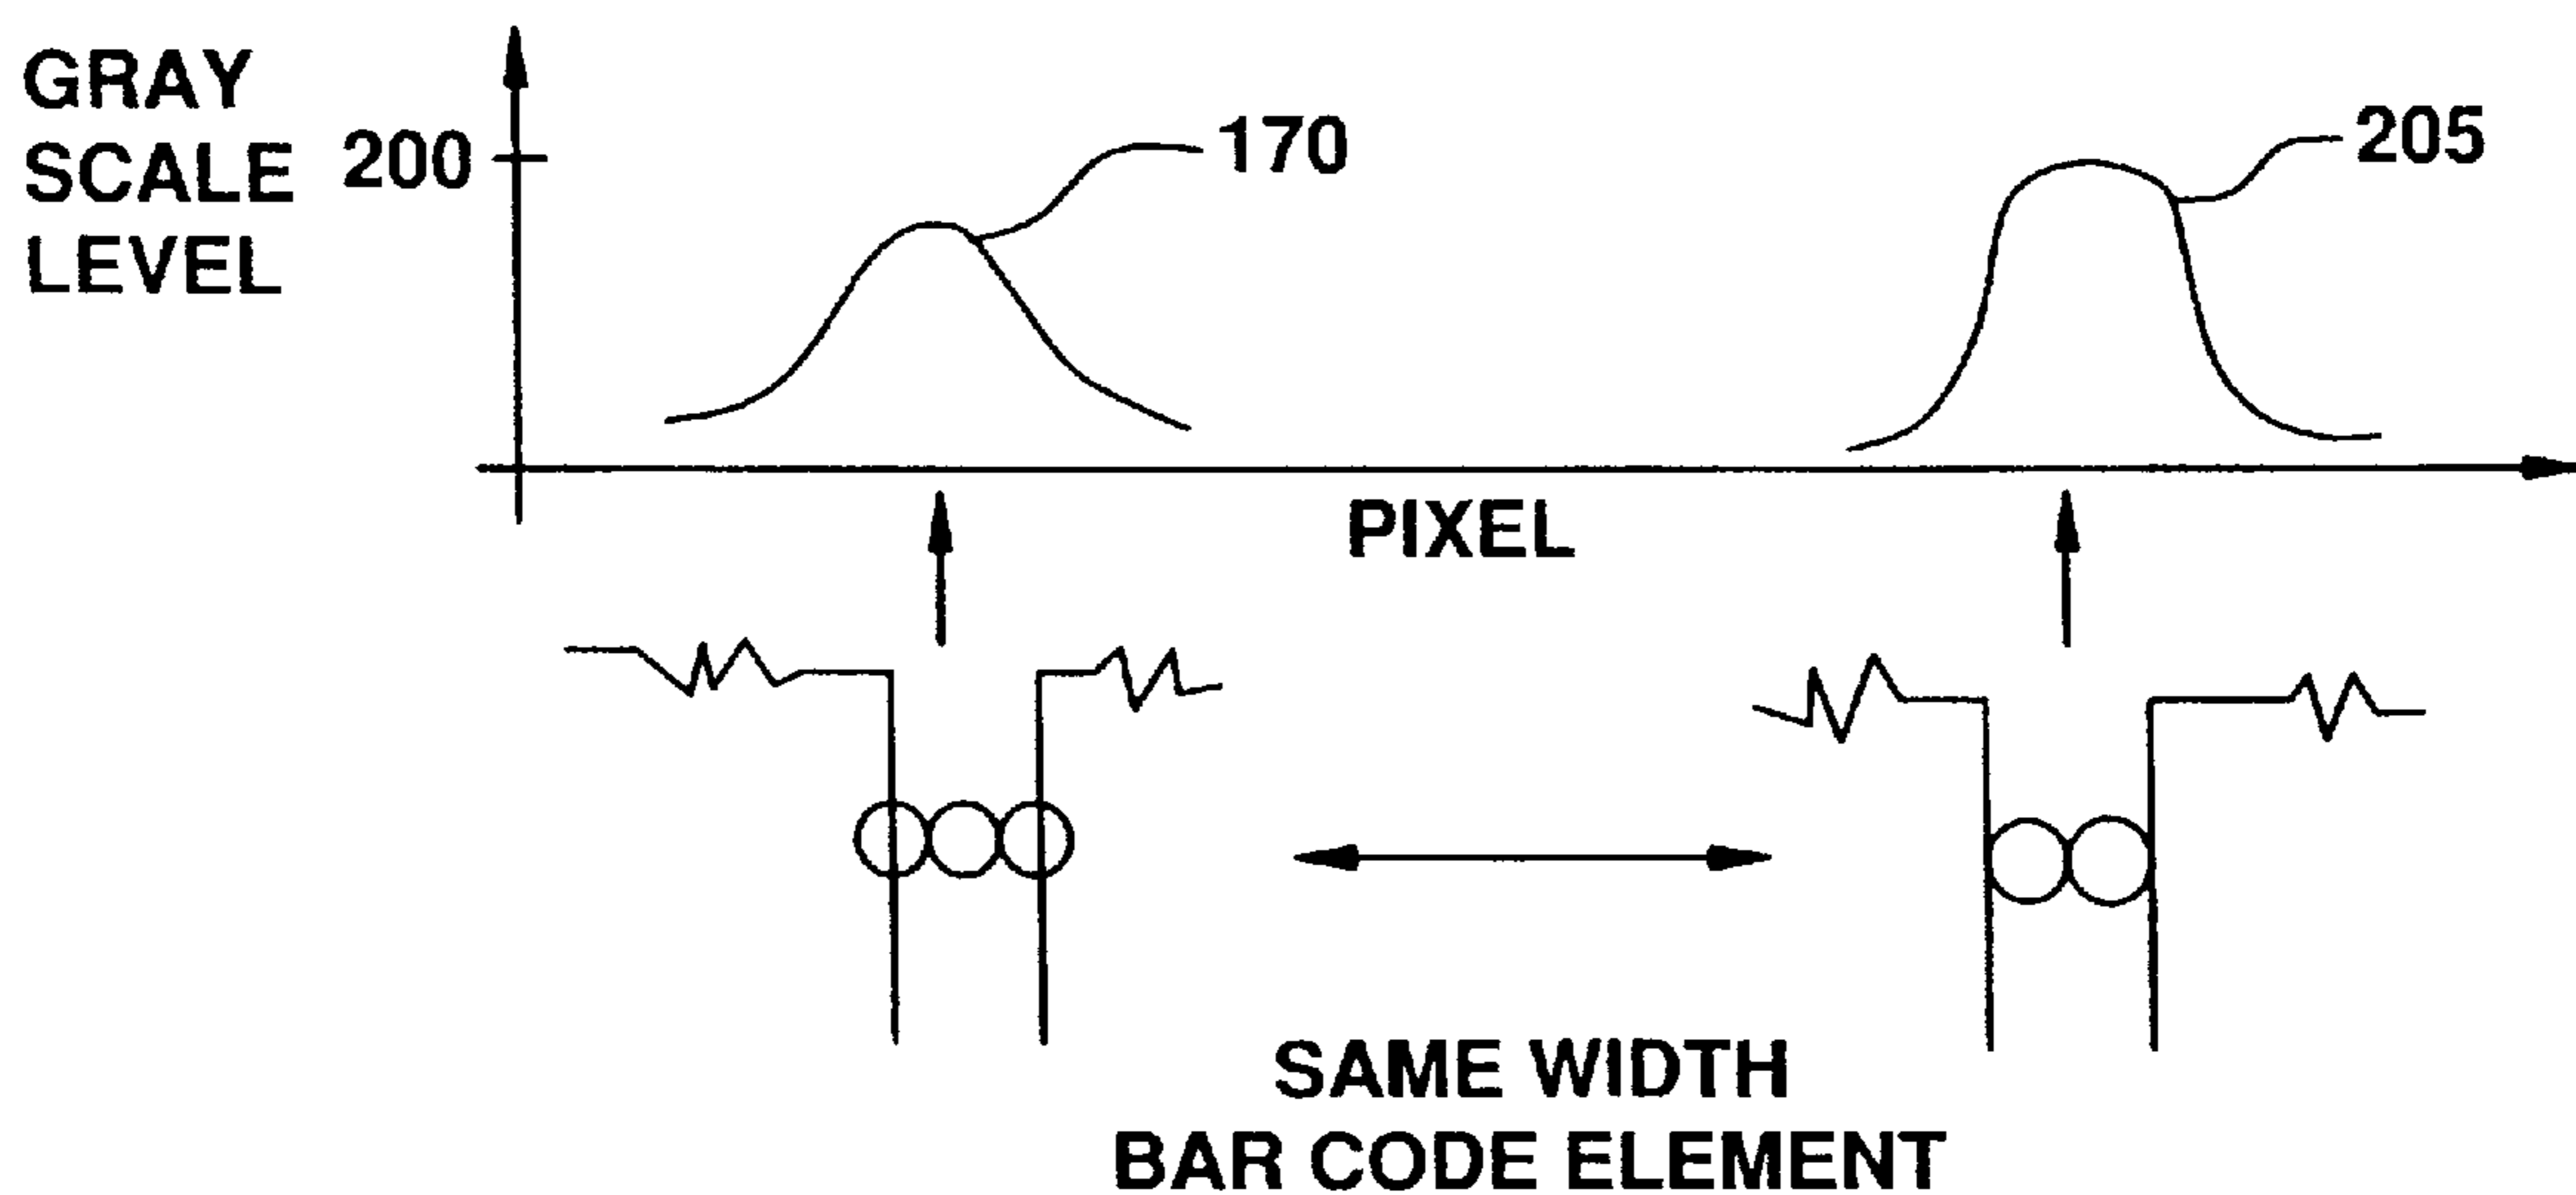 GRAY
SCALE
LEVEL
200
170
205
PIXEL
SAME WIDTH
BAR CODE ELEMENT